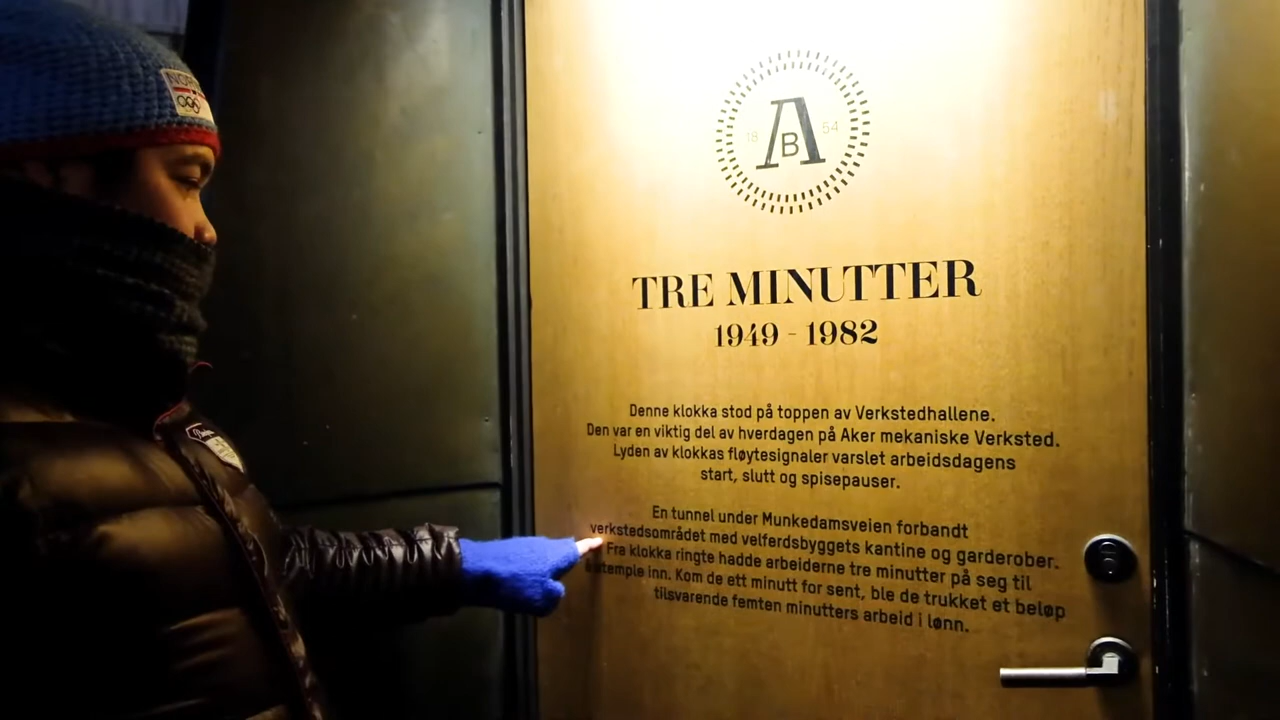 NORGE
18 54
A
B
TRE MINUTTER
1949 - 1982
Denne klokka stod på toppen av Verkstedhallene.
Den var en viktig del av hverdagen på Aker mekaniske Verksted.
Lyden av klokkas fløytesignaler varslet arbeidsdagens
start, slutt og spisepauser.
En tunnel under Munkedamsveien forbandt
verkstedsområdet med velferdsbyggets kantine og garderober.
Fra klokka ringte hadde arbeiderne tre minutter på seg til
å stemple inn. Kom de ett minutt for sent, ble de trukket et beløp
tilsvarende femten minutters arbeid i lønn.